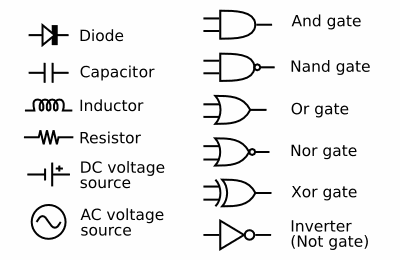 Diode
Capacitor
Inductor
Resistor
DC voltage
source
AC voltage
source
And gate
Nand gate
Or gate
Nor gate
Xor gate
Inverter
(Not gate)